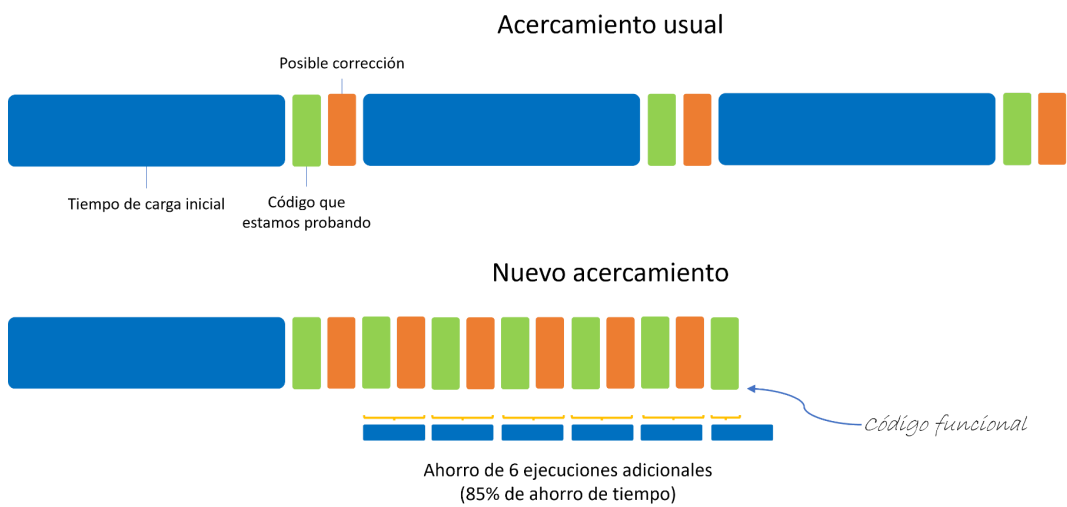 Acercamiento usual
Posible corrección
Tiempo de carga inicial
Código que
estamos probando
Nuevo acercamiento
Código funcional
Ahorro de 6 ejecuciones adicionales
(85% de ahorro de tiempo)